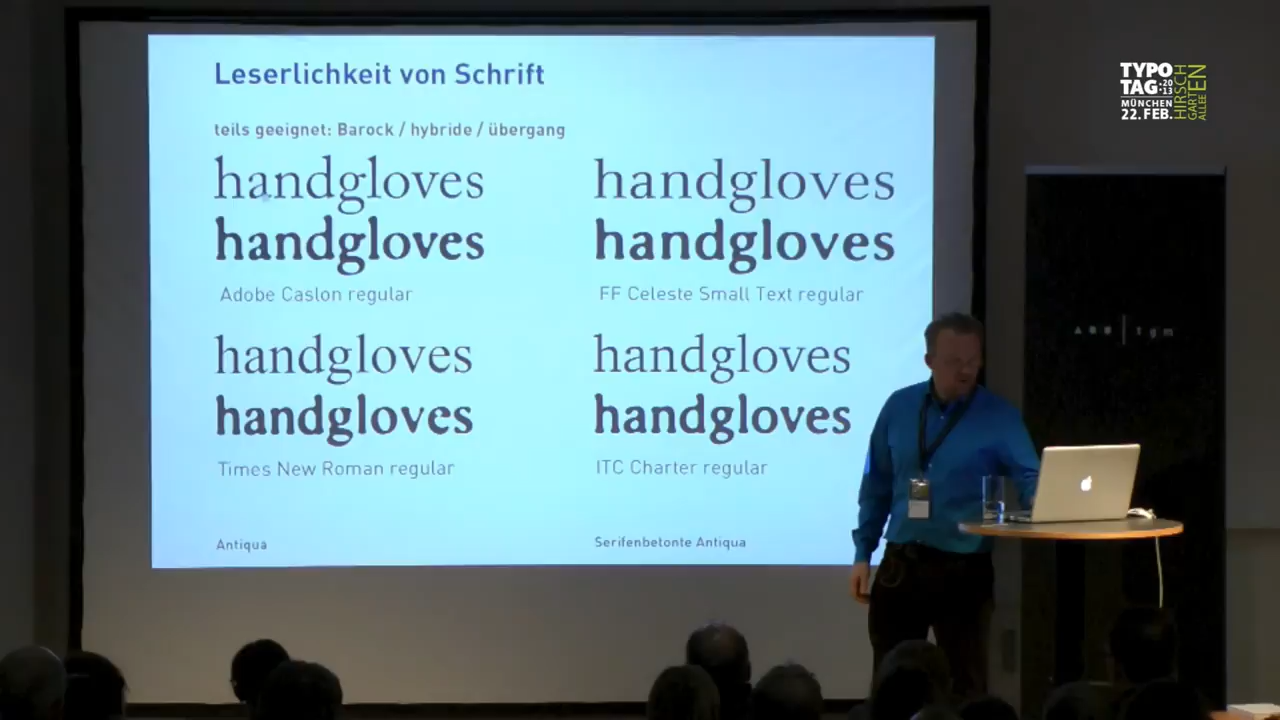 Leserlichkeit von Schrift
teils geeignet: Barock / hybride / übergang
handgloves
handgloves
Adobe Caslon regular
handgloves
handgloves
FF Celeste Small Text regular
handgloves
handgloves
Times New Roman regular
handgloves
handgloves
ITC Charter regular
Antiqua
Serifenbetonte Antiqua
TYPO
TAG:20
13
MÜNCHEN
22. FEB.
HIRSCH
GARTEN
ALLEE
tgm